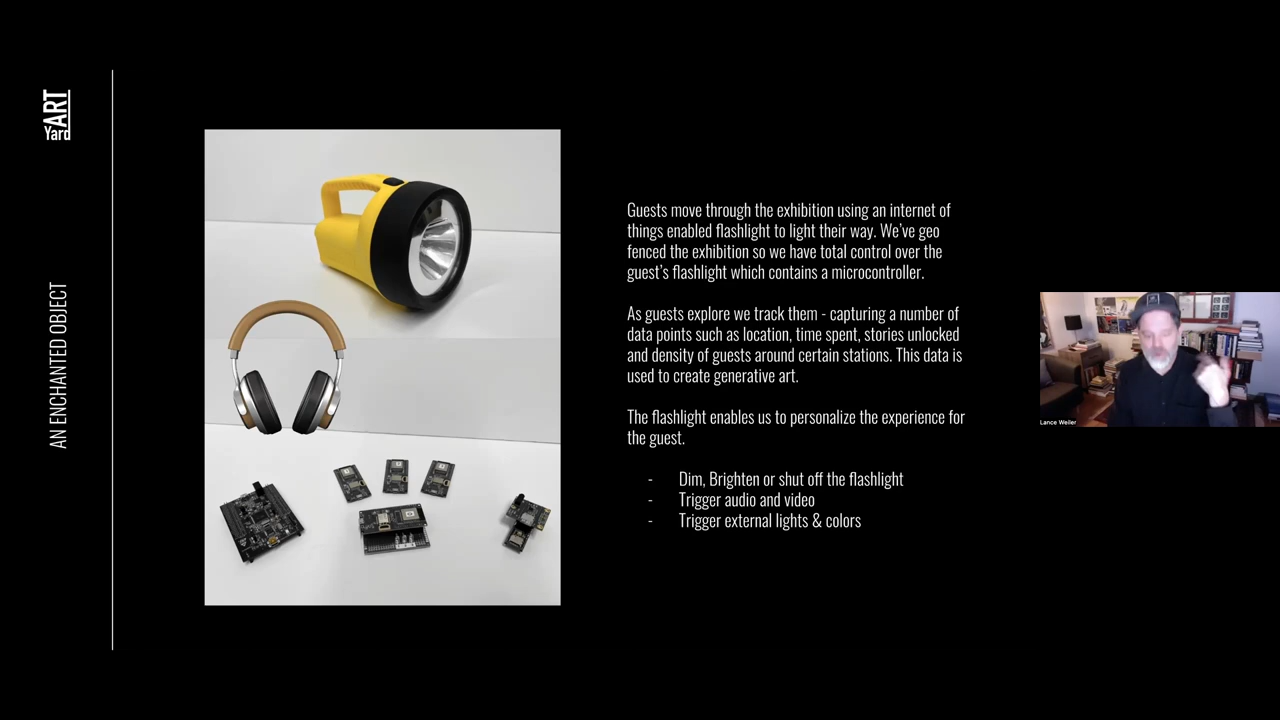 Yard
ART
AN ENCHANTED OBJECT
Guests move through the exhibition using an internet of
things enabled flashlight to light their way. We've geo
fenced the exhibition so we have total control over the
guest's flashlight which contains a microcontroller.
As guests explore we track them - capturing a number of
data points such as location, time spent, stories unlocked
and density of guests around certain stations. This data is
used to create generative art.
The flashlight enables us to personalize the experience for
the guest.
- Dim, Brighten or shut off the flashlight
- Trigger audio and video
- Trigger external lights & colors
Lance Weiler